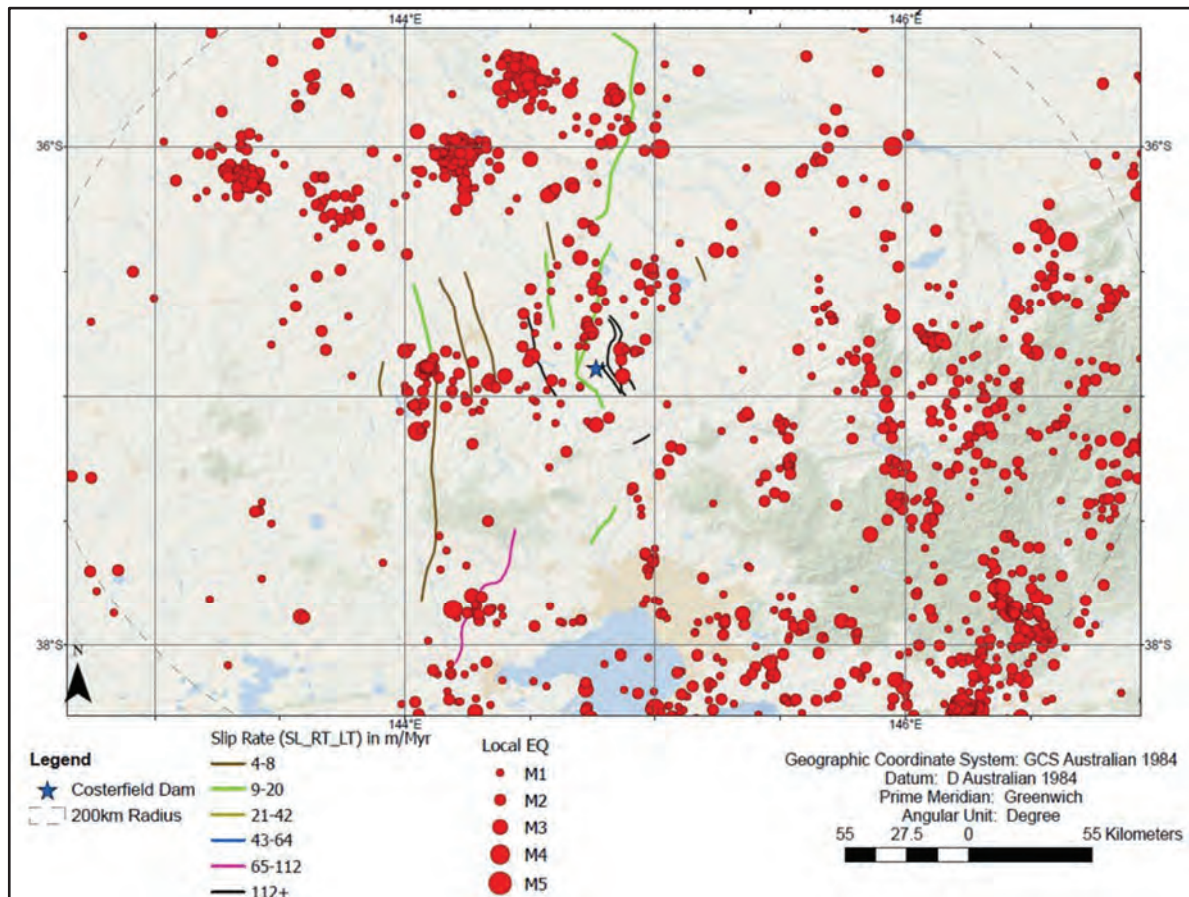 144°E 146°E
36°S 36°S
38°S 38°S
N
144°E 146°E
Legend
Costerfield Dam
200km Radius
Slip Rate (SL_RT_LT) in m/Myr
4-8
9-20
21-42
43-64
65-112
112+
Local EQ
M1
M2
M3
M4
M5
Geographic Coordinate System: GCS Australian 1984
Datum: D Australian 1984
Prime Meridian: Greenwich
Angular Unit: Degree
55 27.5 0 55 Kilometers